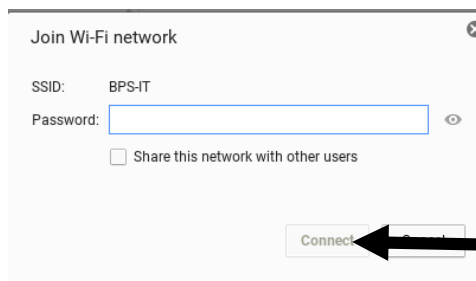 Join Wi-Fi network
SSID: BPS-IT
Password:
Share this network with other users
Connect